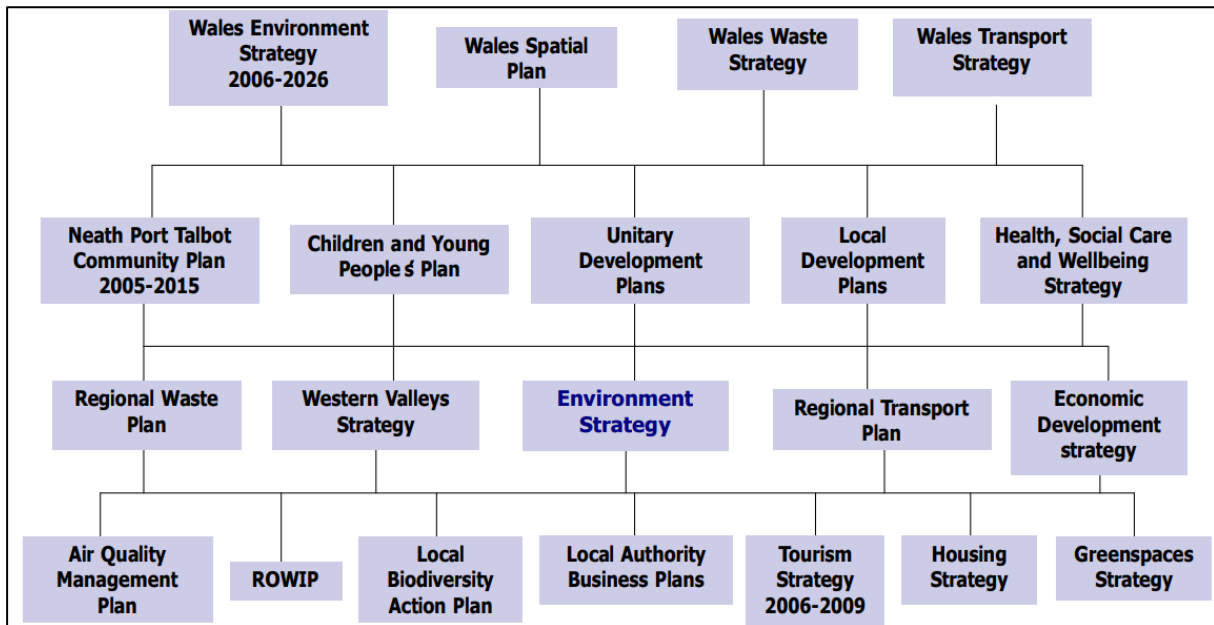 Wales Environment
Strategy
2006-2026
Wales Spatial
Plan
Wales Waste
Strategy
Wales Transport
Strategy
Neath Port Talbot
Community Plan
2005-2015
Children and Young
People's Plan
Unitary
Development
Plans
Local
Development
Plans
Health, Social Care
and Wellbeing
Strategy
Regional Waste
Plan
Western Valleys
Strategy
Environment
Strategy
Regional Transport
Plan
Economic
Development
strategy
Air Quality
Management
Plan
ROWIP
Local
Biodiversity
Action Plan
Local Authority
Business Plans
Tourism
Strategy
2006-2009
Housing
Strategy
Greenspaces
Strategy